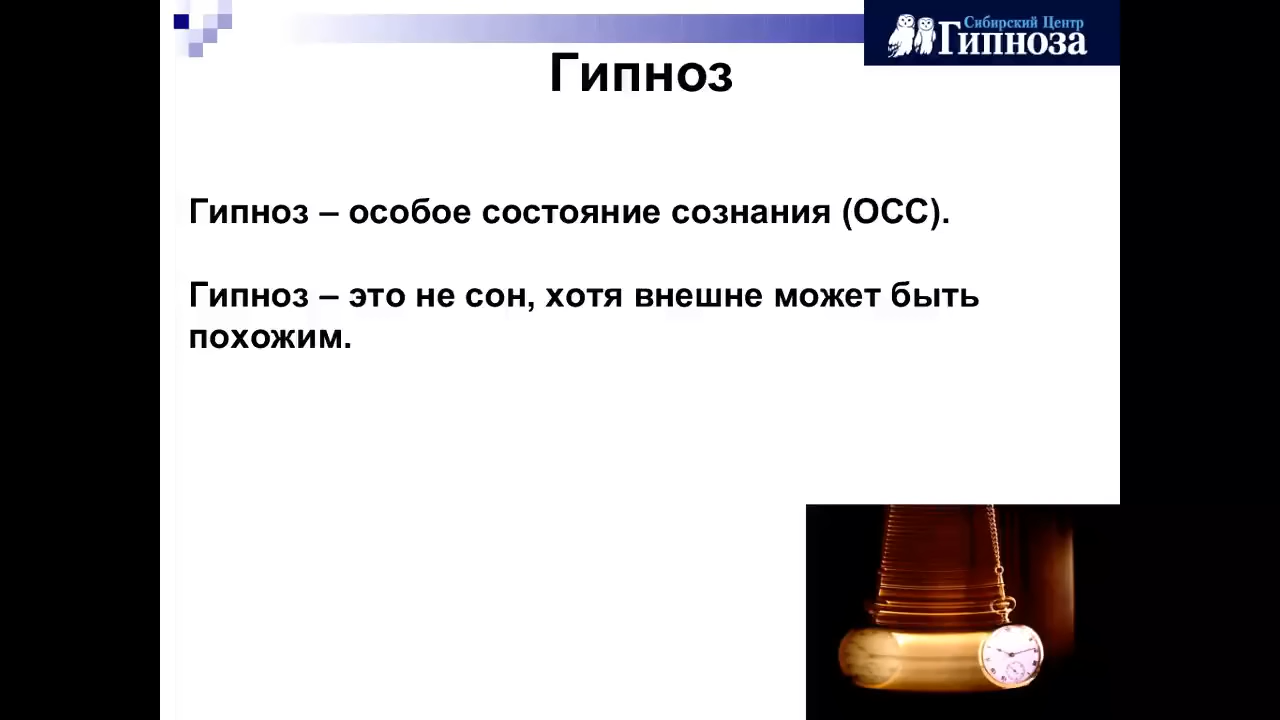 Сибирский Центр
Гипноза
Гипноз
Гипноз – особое состояние сознания (ОСС).
Гипноз – это не сон, хотя внешне может быть
похожим.